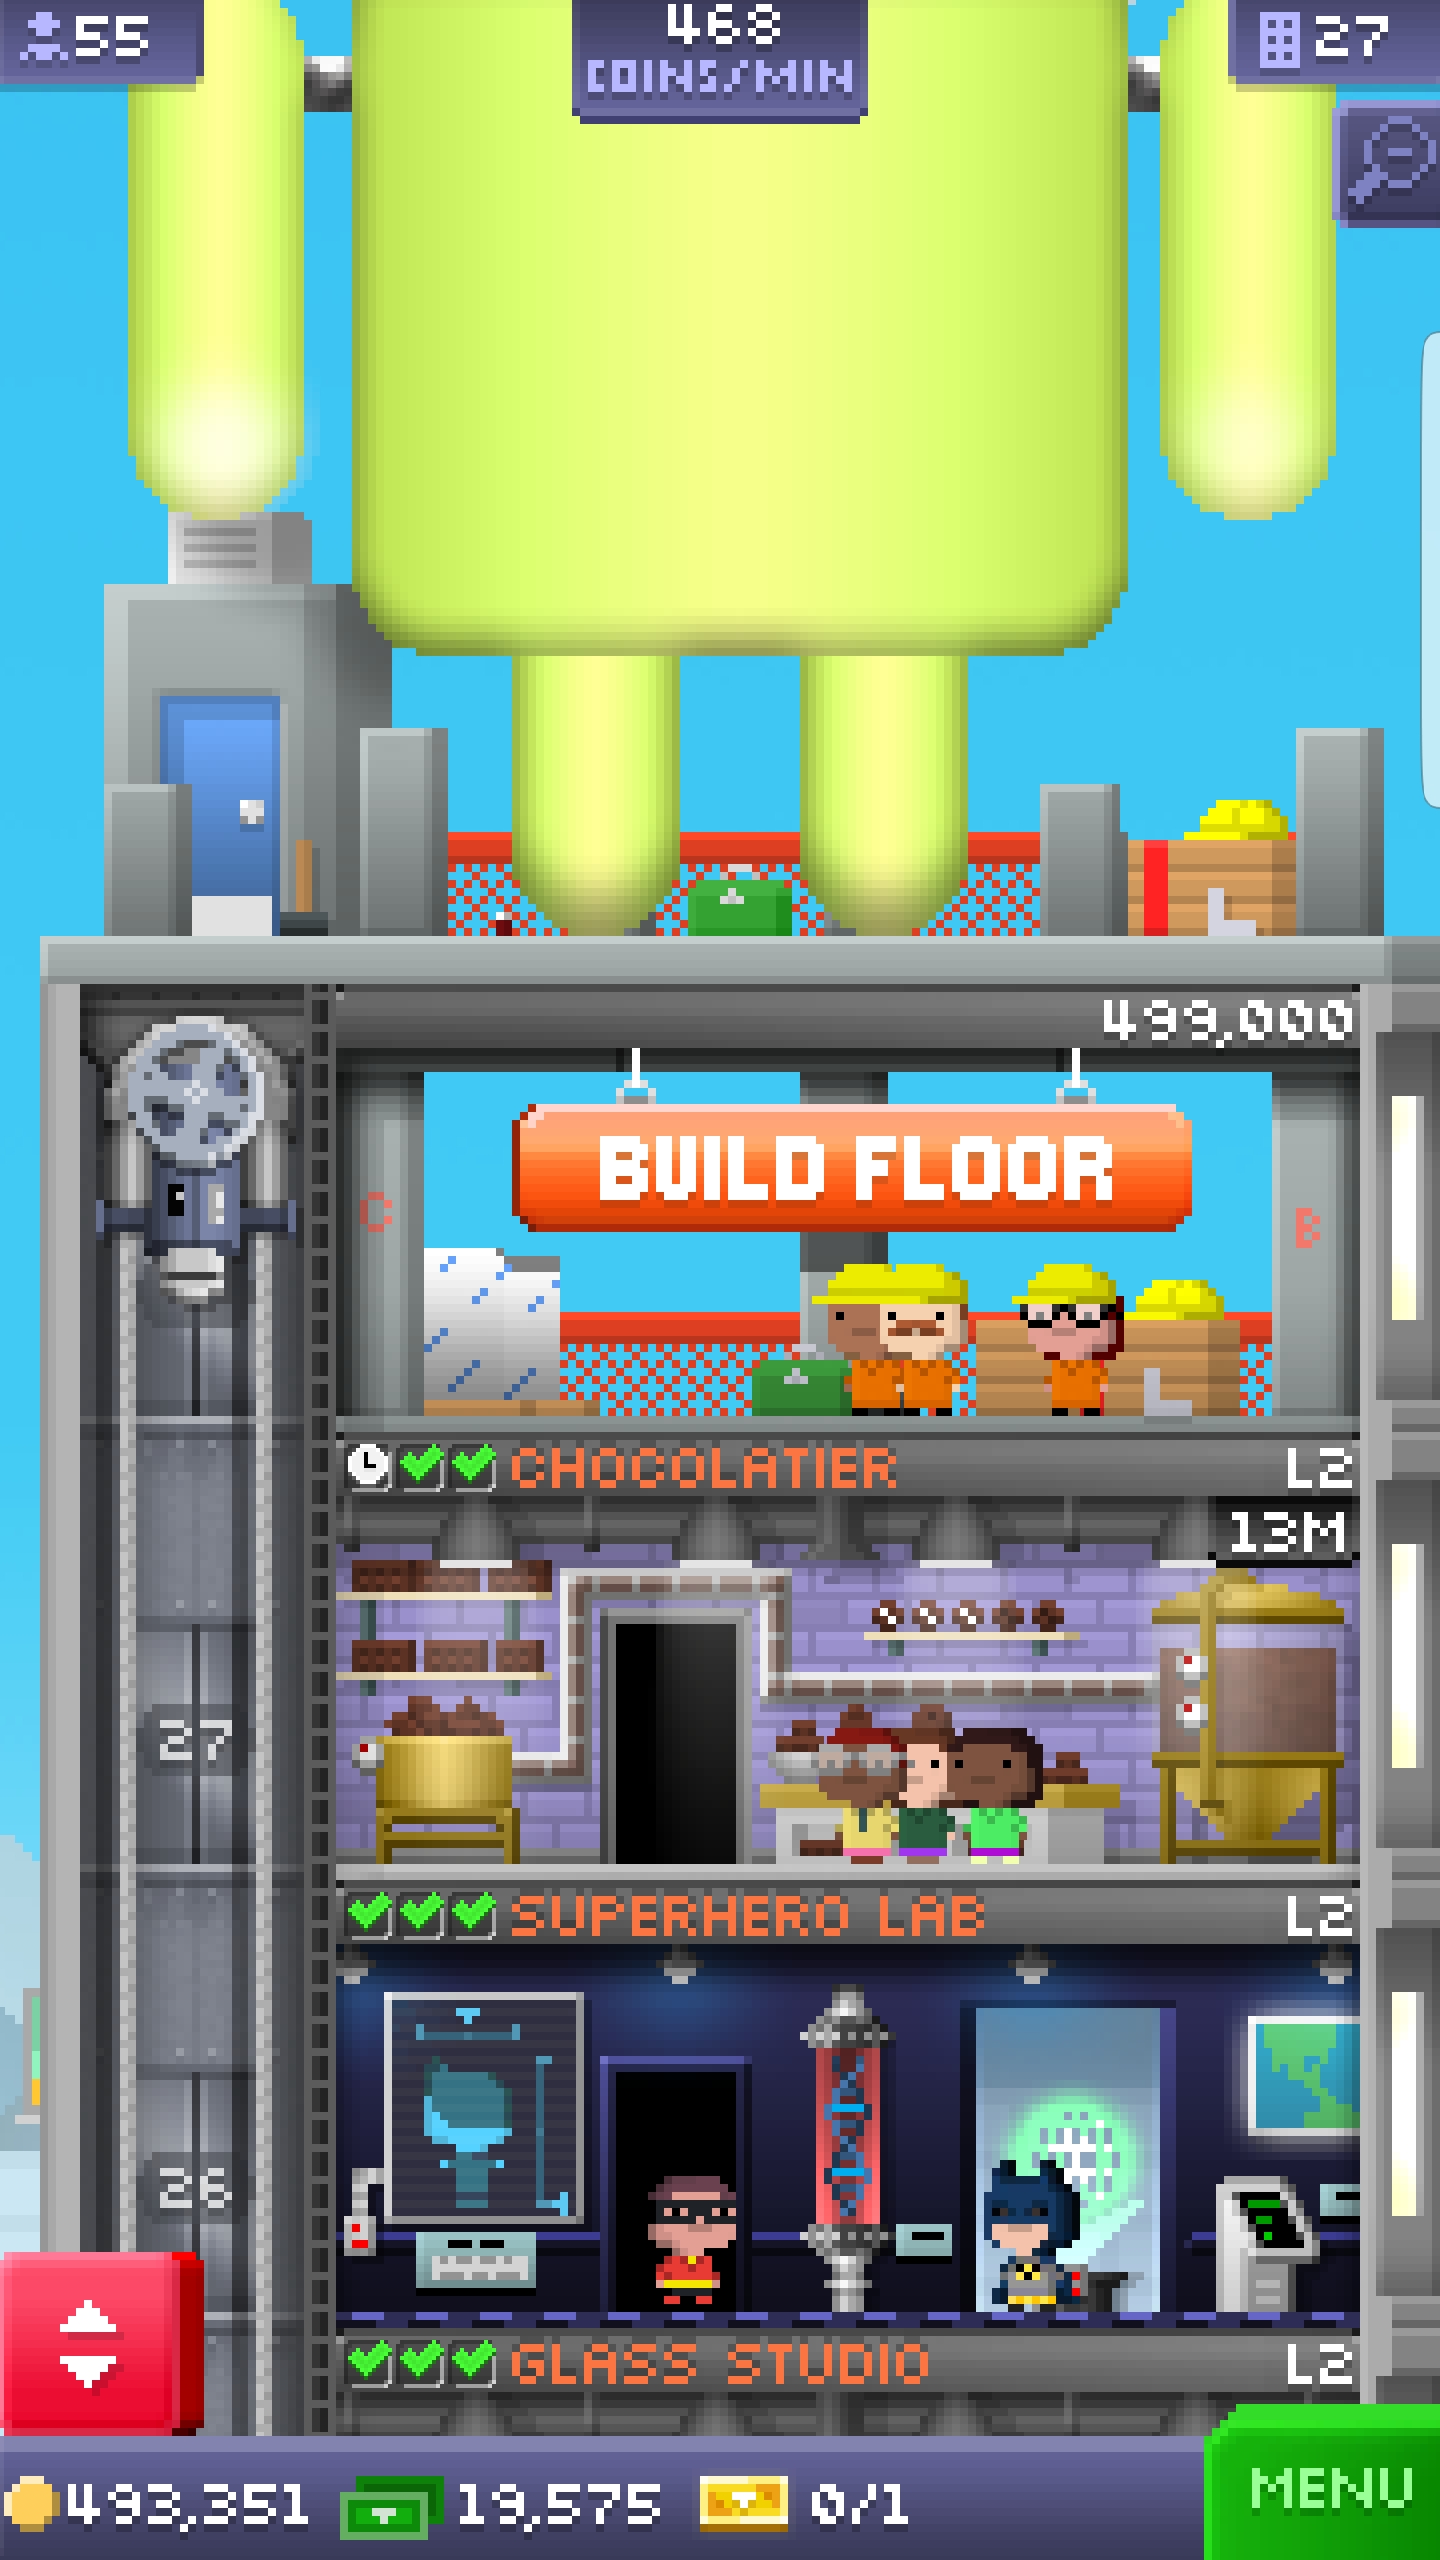 55
468
COINS/MIN
27
499,000
BUILD FLOOR
C
B
CHOCOLATIER L2
13M
27
SUPERHERO LAB L2
26
GLASS STUDIO L2
493,351 19,575 0/1
MENU